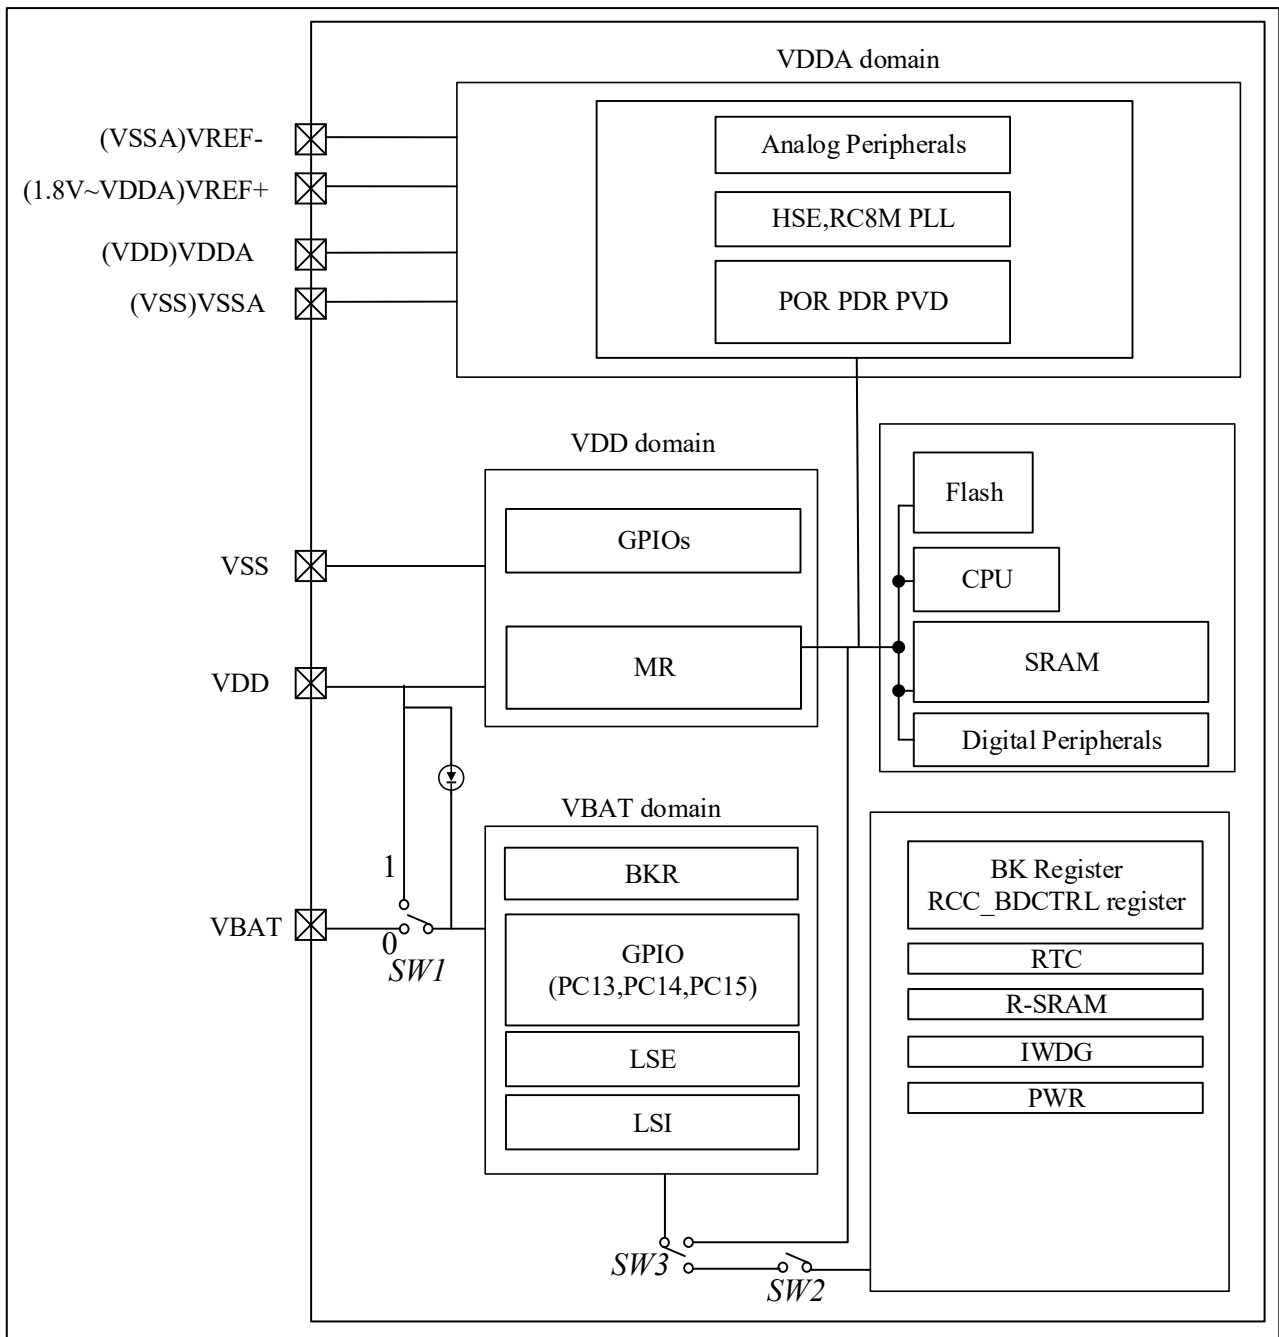 VDDA domain
(VSSA)VREF-
(1.8V~VDDA)VREF+
(VDD)VDDA
(VSS)VSSA
Analog Peripherals
HSE,RC8M PLL
POR PDR PVD
VDD domain
VSS
VDD
GPIOs
MR
Flash
CPU
SRAM
Digital Peripherals
VBAT domain
1
VBAT
0
SW1
BKR
GPIO
(PC13,PC14,PC15)
LSE
LSI
BK Register
RCC_BDCTRL register
RTC
R-SRAM
IWDG
PWR
SW3
SW2